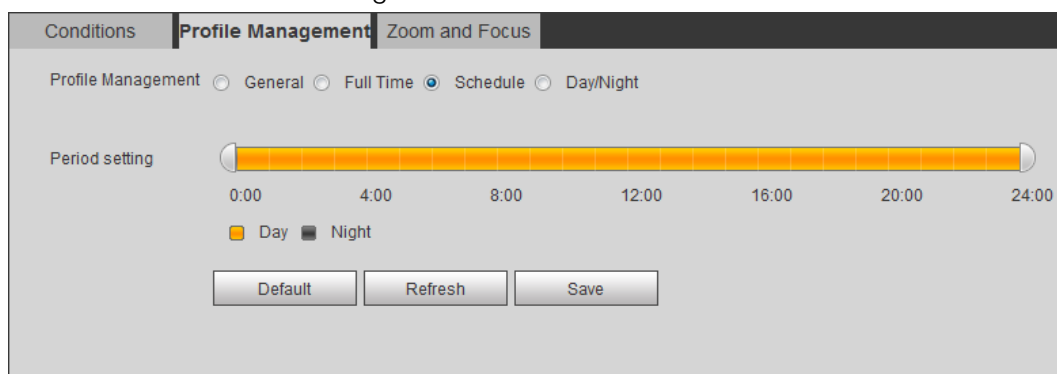 Conditions Profile Management Zoom and Focus
Profile Management General Full Time Schedule Day/Night
Period setting
0:00 4:00 8:00 12:00 16:00 20:00 24:00
Day Night
Default Refresh Save